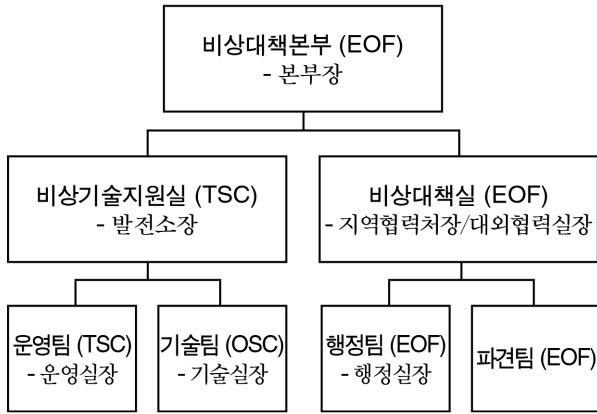 비상대책본부 (EOF)
- 본부장
비상기술지원실 (TSC)
- 발전소장
비상대책실 (EOF)
- 지역협력처장/대외협력실장
운영팀 (TSC)
- 운영실장
기술팀 (OSC)
- 기술실장
행정팀 (EOF)
- 행정실장
파견팀 (EOF)